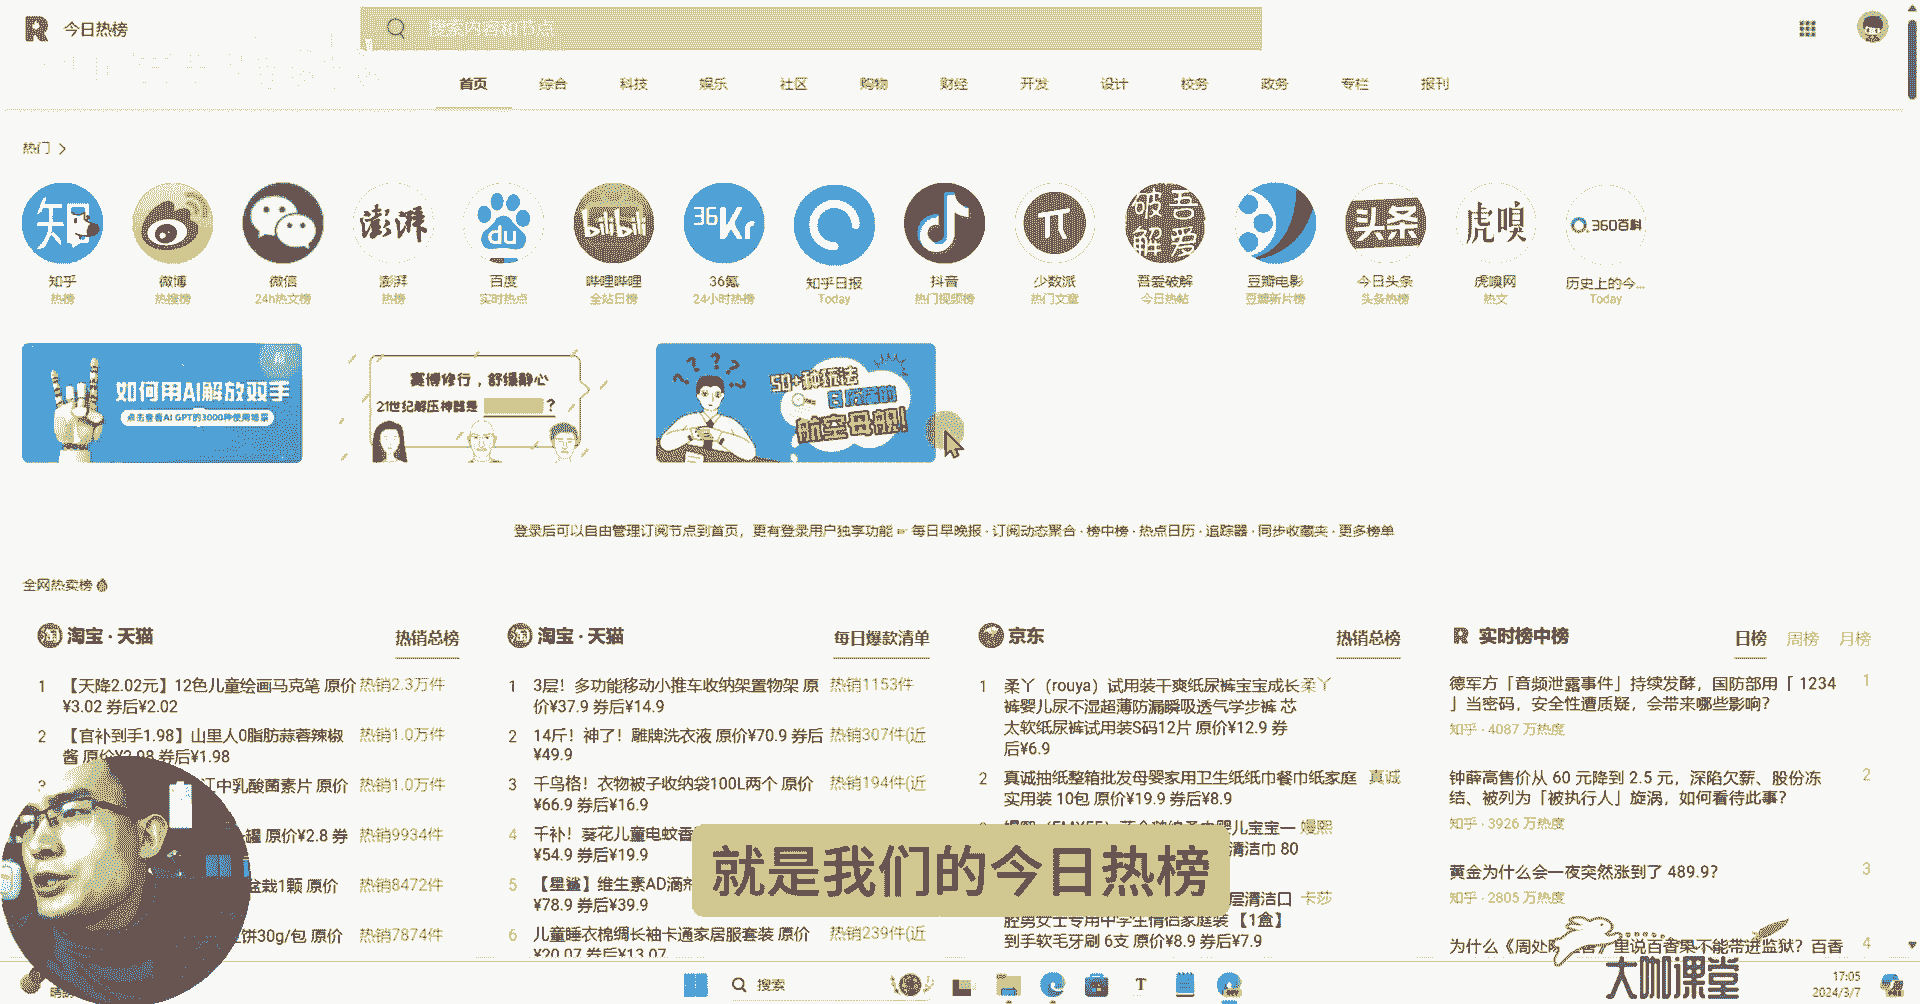 今日热榜
搜索内容和节点
首页 综合 科技 娱乐 社区 购物 财经 开发 设计 校务 政务 专栏 报刊
热门
知 澎湃 du bilibili 36Kr 吾爱破解 头条 虎嗅 360百科
知乎 微博 微信 澎湃 百度 哔哩哔哩 36氪 知乎日报 抖音 少数派 吾爱破解 豆瓣电影 今日头条 虎嗅网 历史上的今...
热榜 热搜榜 24h热文榜 热榜 实时热点 全站日榜 24小时热榜 Today 热门视频榜 热门文章 今日热帖 豆瓣新片榜 头条热榜 热文 Today
如何用AI解放双手
点击查看AI GPT的3000种使用场景
赛博修行，舒缓静心
21世纪解压神器是 ?
50+种玩法
航空母舰!
登录后可以自由管理订阅节点到首页，更有登录用户独享功能 每日早晚报 · 订阅动态聚合 · 榜中榜 · 热点日历 · 追踪器 · 同步收藏夹 · 更多榜单
全网热卖榜
淘宝 · 天猫 热销总榜
1 【天降2.02元】12色儿童绘画马克笔 原价 热销2.3万件
¥3.02 券后¥2.02
2 【官补到手1.98】山里人0脂肪蒜蓉辣椒 热销1.0万件
酱 原价¥3.98 券后¥1.98
3 江中乳酸菌素片 原价 热销1.0万件
罐 原价¥2.8 券 热销9934件
盆栽1颗 原价 热销8472件
饼30g/包 原价 热销7874件
淘宝 · 天猫 每日爆款清单
1 3层！多功能移动小推车收纳架置物架 原 热销1153件
价¥37.9 券后¥14.9
2 14斤！神了！雕牌洗衣液 原价¥70.9 券后 热销307件(近
¥49.9
3 千鸟格！衣物被子收纳袋100L两个 原价 热销194件(近
¥66.9 券后¥16.9
4 千补！葵花儿童电蚊香
¥54.9 券后¥19.9
5 【星鲨】维生素AD滴剂
¥78.9 券后¥39.9
6 儿童睡衣棉绸长袖卡通家居服套装 原价 热销239件(近
¥20.07 券后¥13.07
京东 热销总榜
1 柔丫（rouya）试用装干爽纸尿裤宝宝成长 柔丫
裤婴儿尿不湿超薄防漏瞬吸透气学步裤 芯
太软纸尿裤试用装S码12片 原价¥12.9 券
后¥6.9
2 真诚抽纸整箱批发母婴家用卫生纸纸巾餐巾纸家庭 真诚
实用装 10包 原价¥19.9 券后¥8.9
婴儿宝宝一 嫚熙
清洁巾 80
层清洁口 卡莎
腔男女士专用中学生情侣家庭装 【1盒】
到手软毛牙刷 6支 原价¥8.9 券后¥7.9
实时榜中榜 日榜 周榜 月榜
德军方「音频泄露事件」持续发酵，国防部用「 1234 1
」当密码，安全性遭质疑，会带来哪些影响？
知乎 · 4087 万热度
钟薛高售价从 60 元降到 2.5 元，深陷欠薪、股份冻 2
结、被列为「被执行人」旋涡，如何看待此事？
知乎 · 3926 万热度
黄金为什么会一夜突然涨到了 489.9？ 3
知乎 · 2805 万热度
为什么《周处除 里说百香果不能带进监狱？百香 4
就是我们的今日热榜
大咖课堂
搜索
17:05
2024/3/7